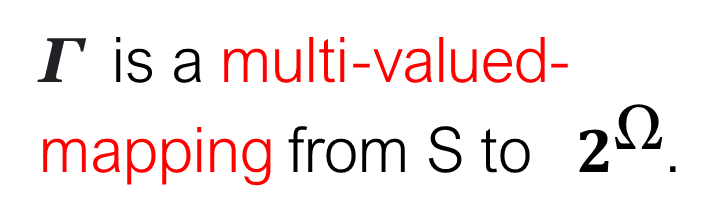 Γ is a multi-valued-
mapping from S to 2^Ω.